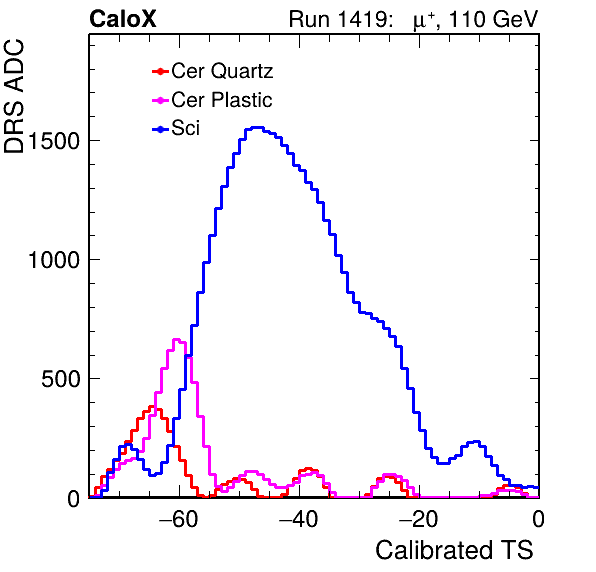 CaloX Run 1419: μ⁺, 110 GeV
DRS ADC
Cer Quartz
Cer Plastic
Sci
1500
1000
500
0
−60 −40 −20 0
Calibrated TS